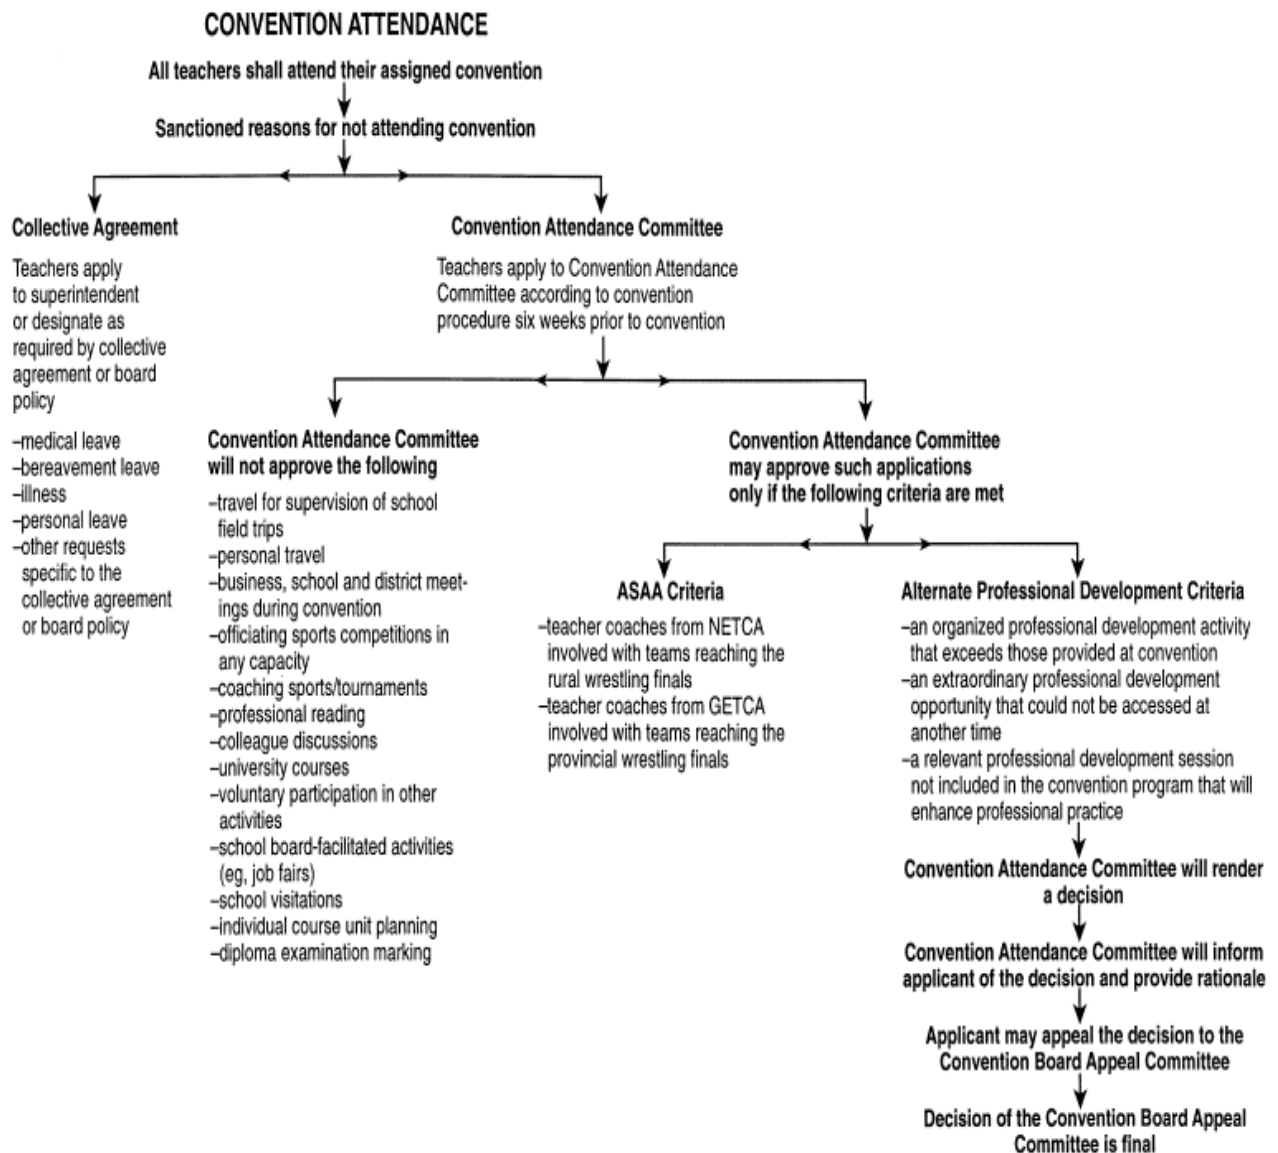 CONVENTION ATTENDANCE
All teachers shall attend their assigned convention
Sanctioned reasons for not attending convention
Collective Agreement
Teachers apply
to superintendent
or designate as
required by collective
agreement or board
policy
–medical leave
–bereavement leave
–illness
–personal leave
–other requests
specific to the
collective agreement
or board policy
Convention Attendance Committee
Teachers apply to Convention Attendance
Committee according to convention
procedure six weeks prior to convention
Convention Attendance Committee
will not approve the following
–travel for supervision of school
field trips
–personal travel
–business, school and district meet-
ings during convention
–officiating sports competitions in
any capacity
–coaching sports/tournaments
–professional reading
–colleague discussions
–university courses
–voluntary participation in other
activities
–school board-facilitated activities
(eg, job fairs)
–school visitations
–individual course unit planning
–diploma examination marking
Convention Attendance Committee
may approve such applications
only if the following criteria are met
ASAA Criteria
–teacher coaches from NETCA
involved with teams reaching the
rural wrestling finals
–teacher coaches from GETCA
involved with teams reaching the
provincial wrestling finals
Alternate Professional Development Criteria
–an organized professional development activity
that exceeds those provided at convention
–an extraordinary professional development
opportunity that could not be accessed at
another time
–a relevant professional development session
not included in the convention program that will
enhance professional practice
Convention Attendance Committee will render
a decision
Convention Attendance Committee will inform
applicant of the decision and provide rationale
Applicant may appeal the decision to the
Convention Board Appeal Committee
Decision of the Convention Board Appeal
Committee is final